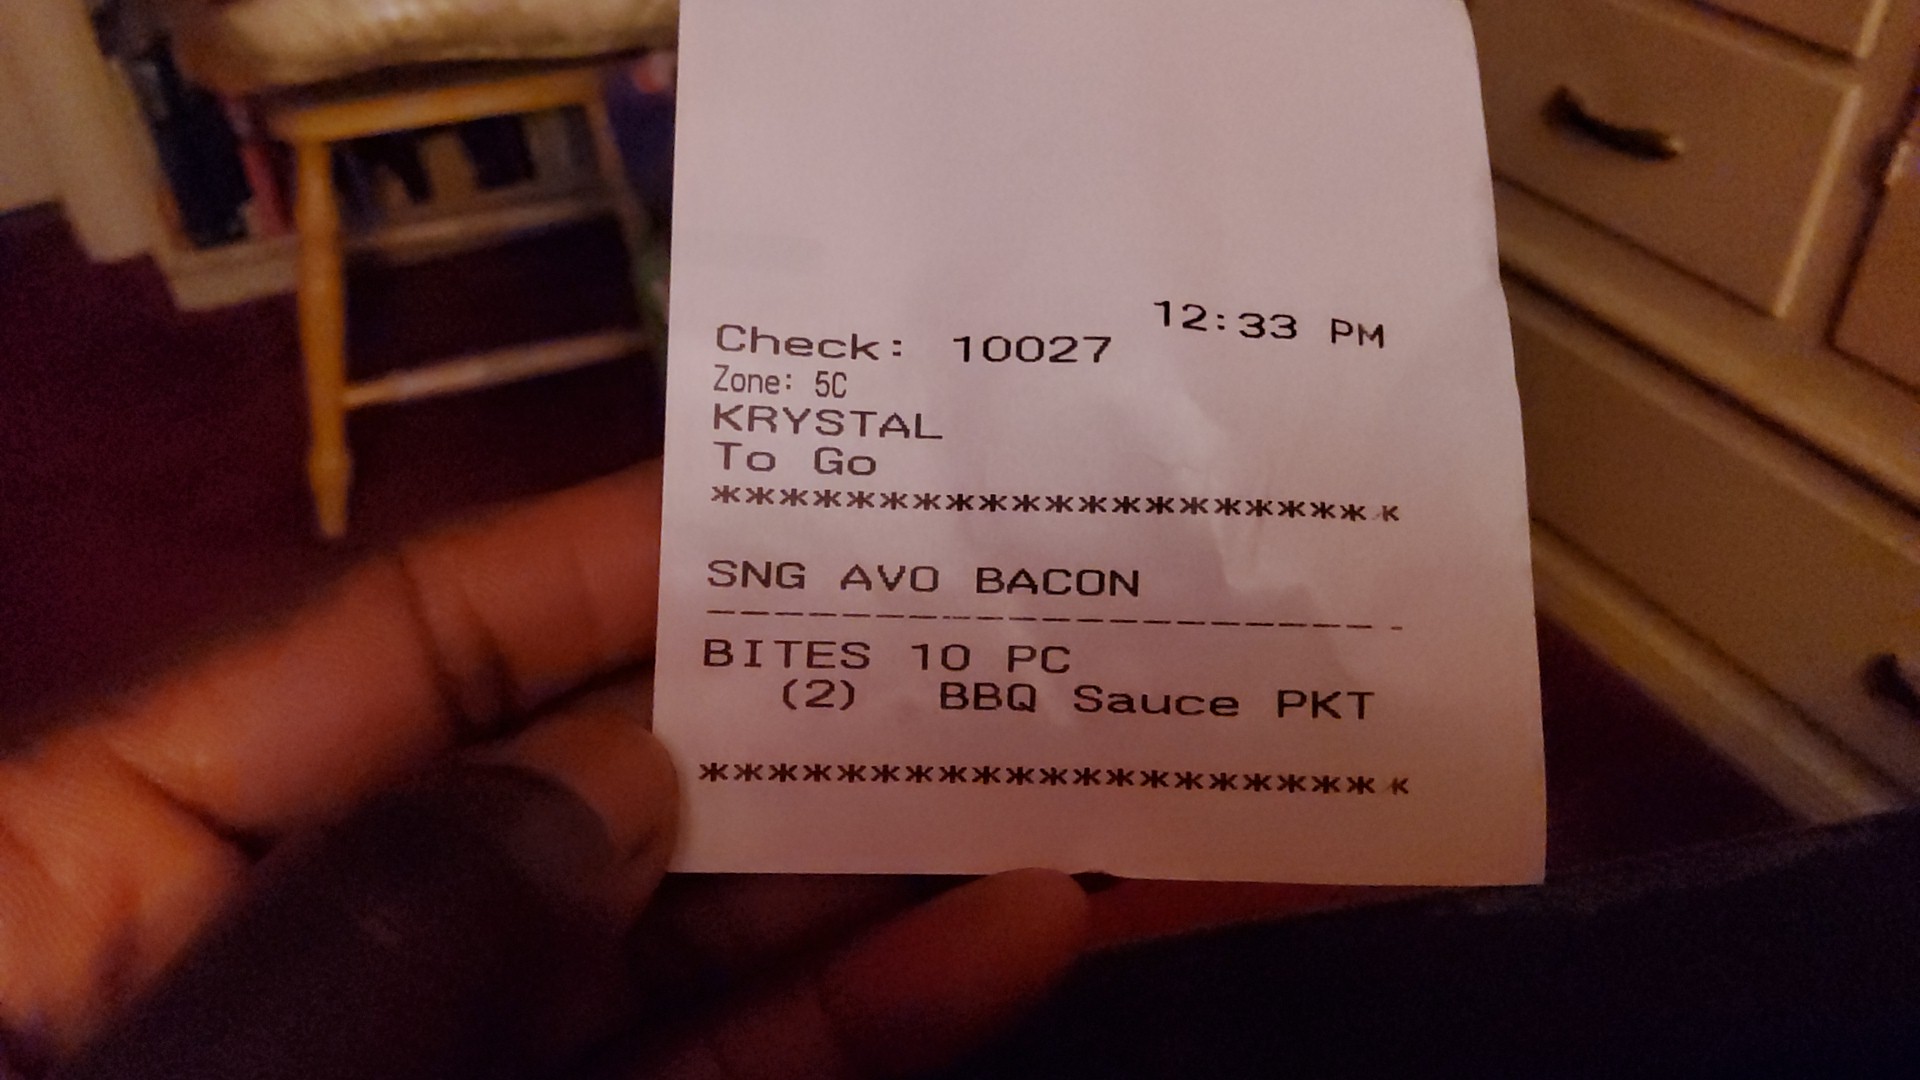 12:33 PM
Check: 10027
Zone: 5C
KRYSTAL
To Go
*********************
SNG AVO BACON
---------------------
BITES 10 PC
(2) BBQ Sauce PKT
*********************